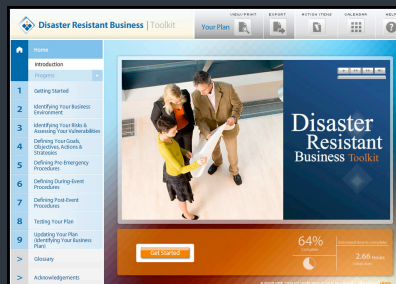 VIEW/PRINT EXPORT ACTION ITEMS CALENDAR HELP
Disaster Resistant Business | Toolkit
Your Plan
Home
Introduction
Progress
1 Getting Started
2 Identifying Your Business
Environment
3 Identifying Your Risks &
Assessing Your Vulnerabilities
4 Defining Your Goals,
Objectives, Actions &
Strategies
5 Defining Pre-Emergency
Procedures
6 Defining During-Event
Procedures
7 Defining Post-Event
Procedures
8 Testing Your Plan
9 Updating Your Plan
(Identifying Your Business
Plan)
> Glossary
> Acknowledgements
Disaster
Resistant
Business Toolkit
Get Started
64%
2.66 Hours